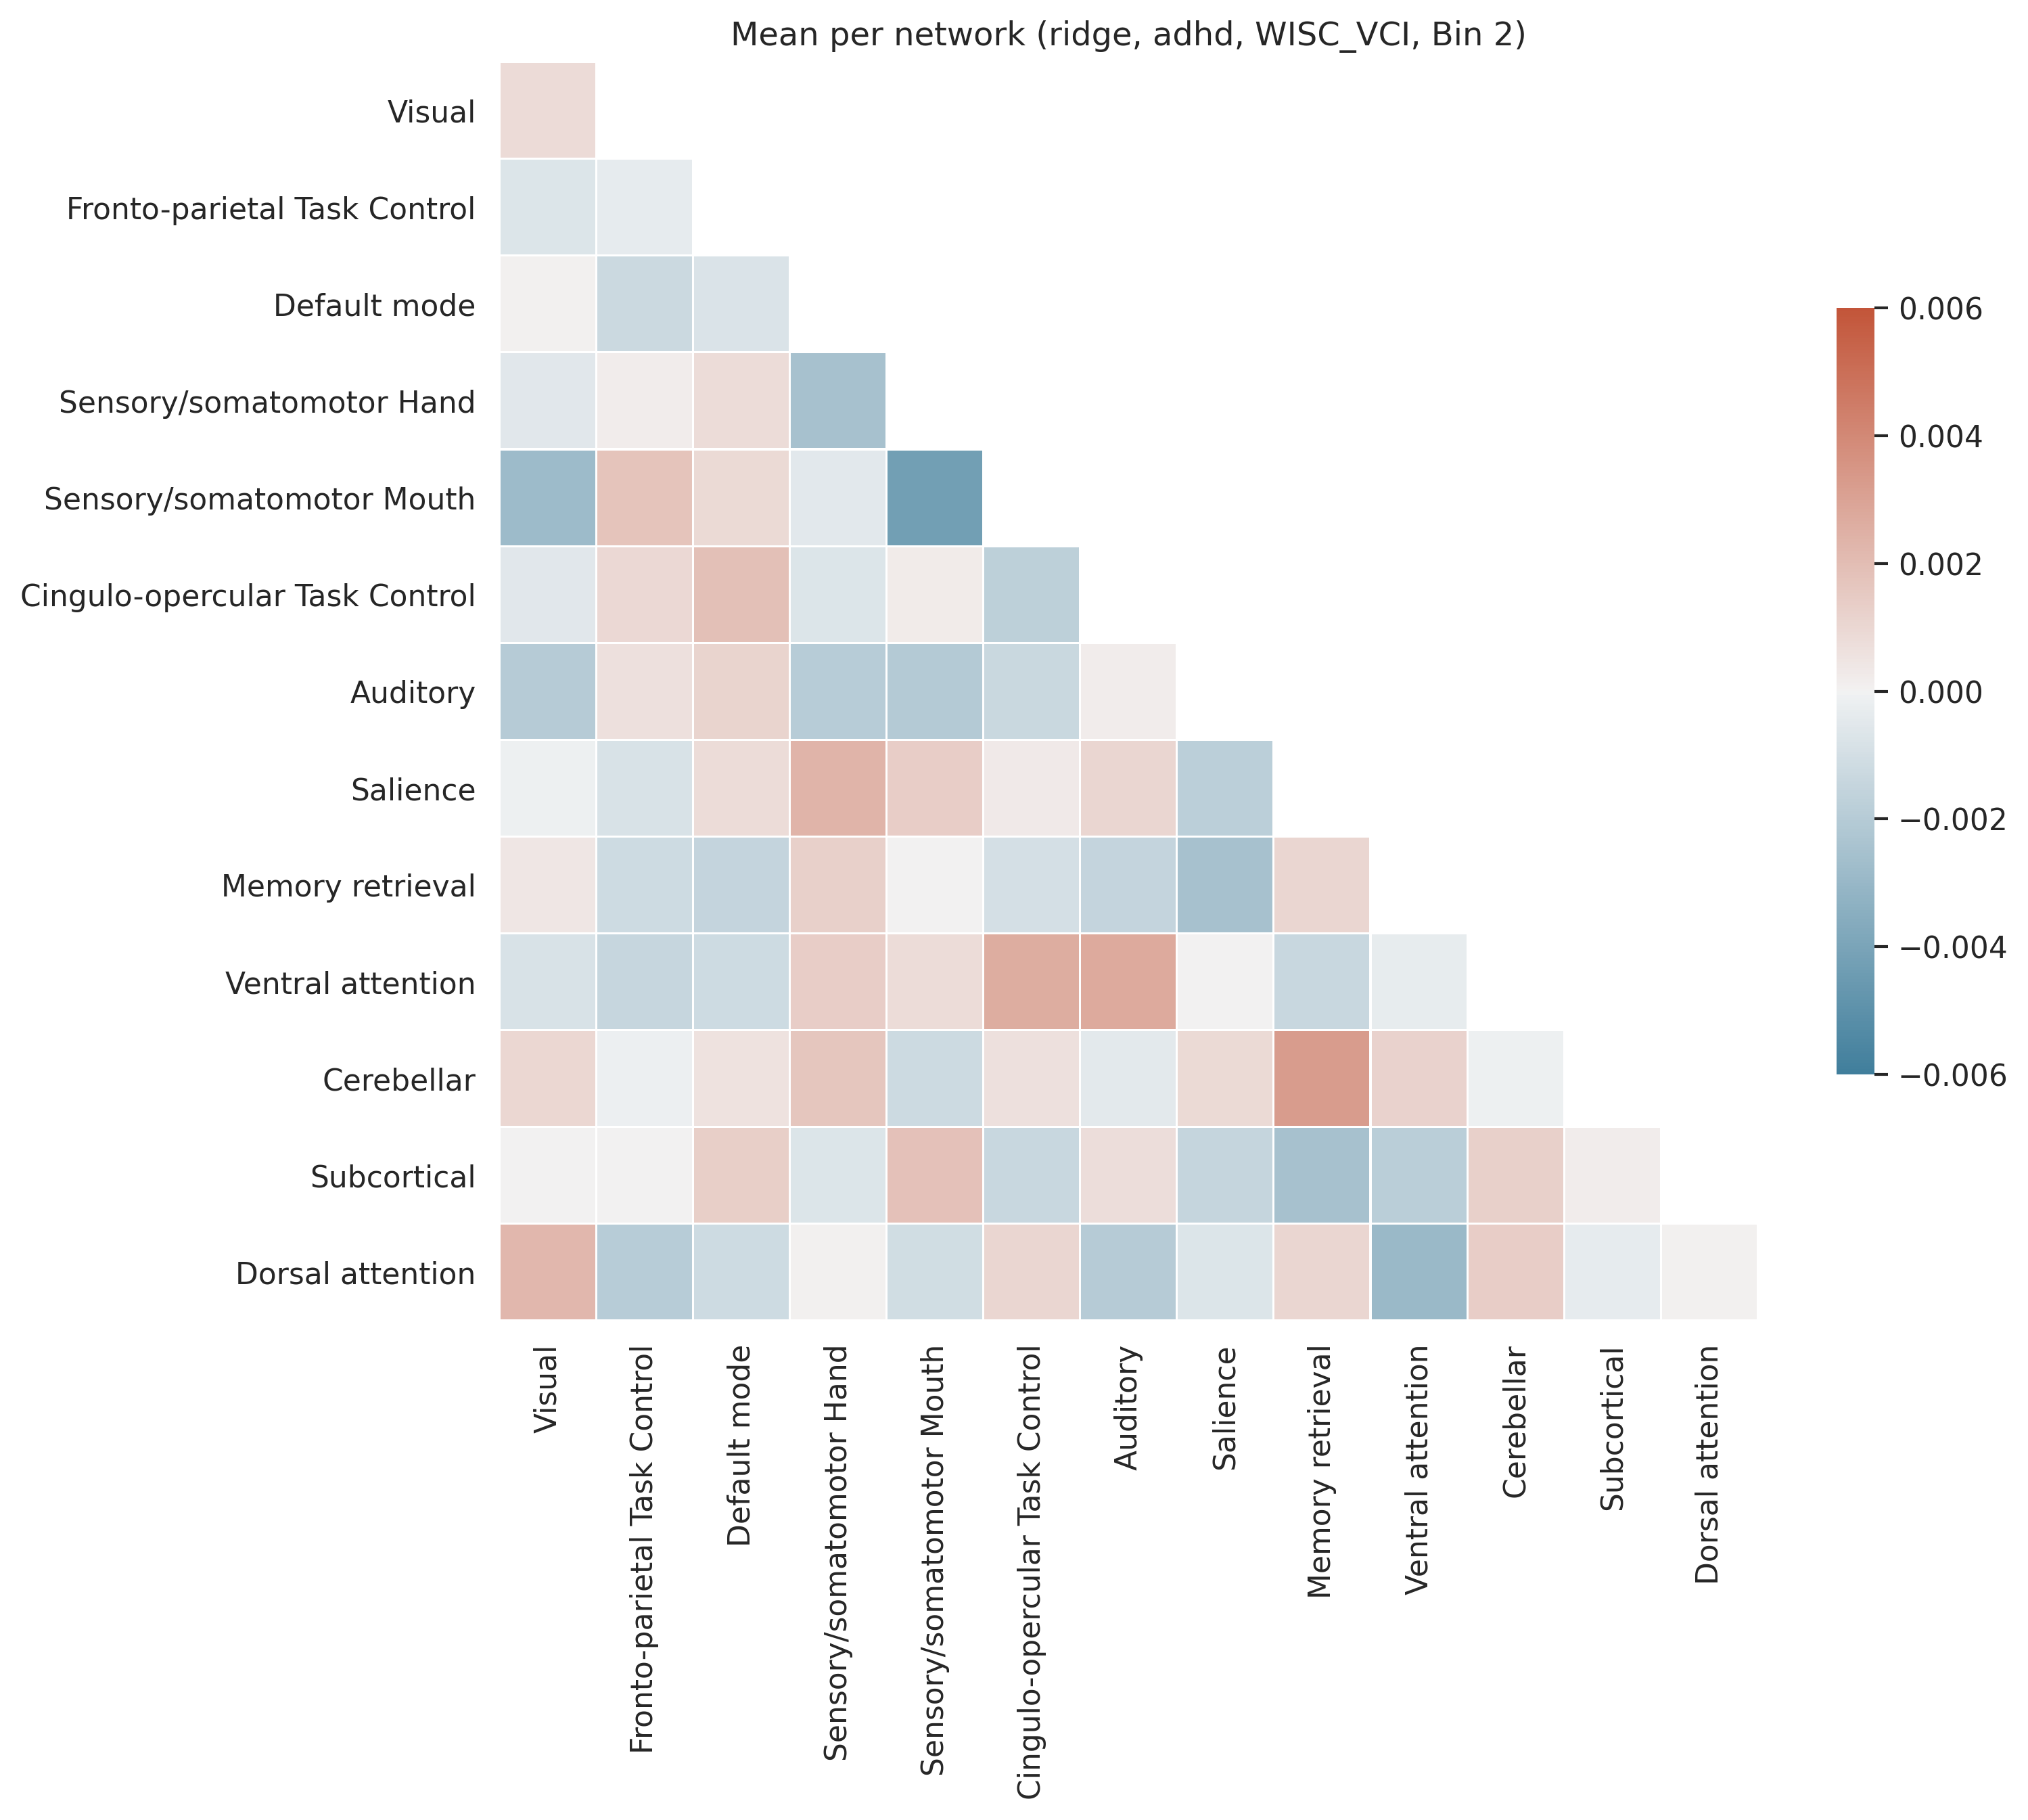 Mean per network (ridge, adhd, WISC_VCI, Bin 2)
Visual
Fronto-parietal Task Control
Default mode
Sensory/somatomotor Hand
Sensory/somatomotor Mouth
Cingulo-opercular Task Control
Auditory
Salience
Memory retrieval
Ventral attention
Cerebellar
Subcortical
Dorsal attention
Visual
Fronto-parietal Task Control
Default mode
Sensory/somatomotor Hand
Sensory/somatomotor Mouth
Cingulo-opercular Task Control
Auditory
Salience
Memory retrieval
Ventral attention
Cerebellar
Subcortical
Dorsal attention
0.006
0.004
0.002
0.000
−0.002
−0.004
−0.006